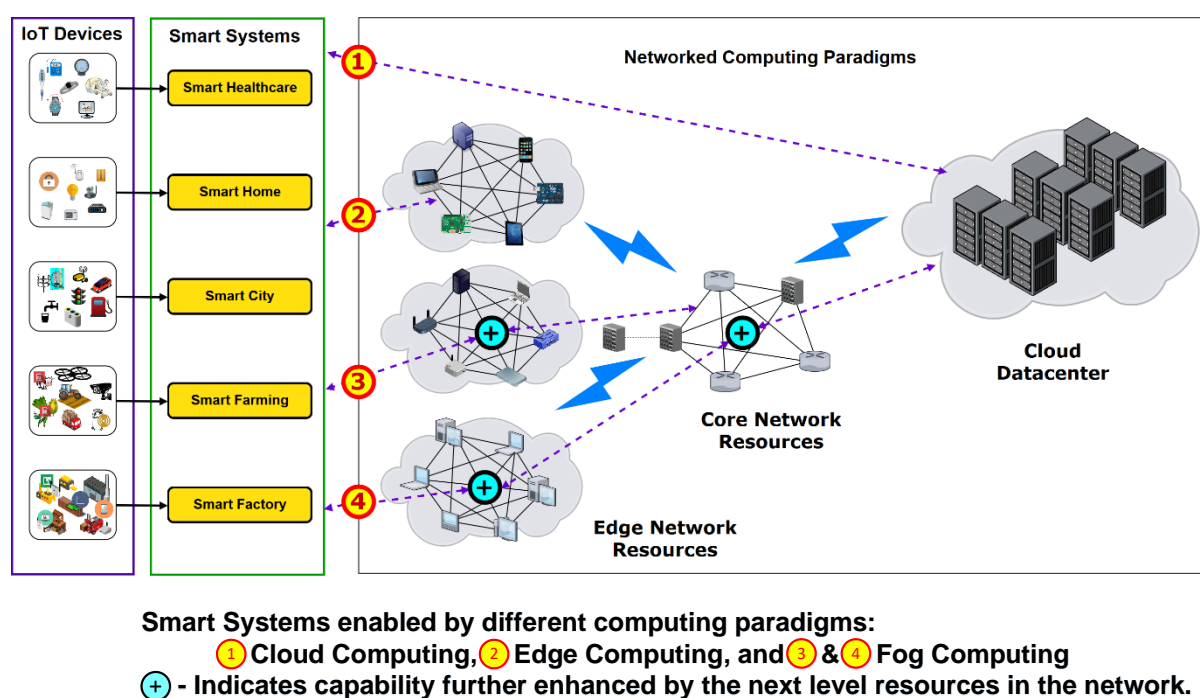 IoT Devices
Smart Systems
Networked Computing Paradigms
Smart Healthcare
Smart Home
Smart City
Smart Farming
Smart Factory
1
2
3
4
+
+
+
Cloud
Datacenter
Core Network
Resources
Edge Network
Resources
Smart Systems enabled by different computing paradigms:
1 Cloud Computing, 2 Edge Computing, and 3 & 4 Fog Computing
+ - Indicates capability further enhanced by the next level resources in the network.